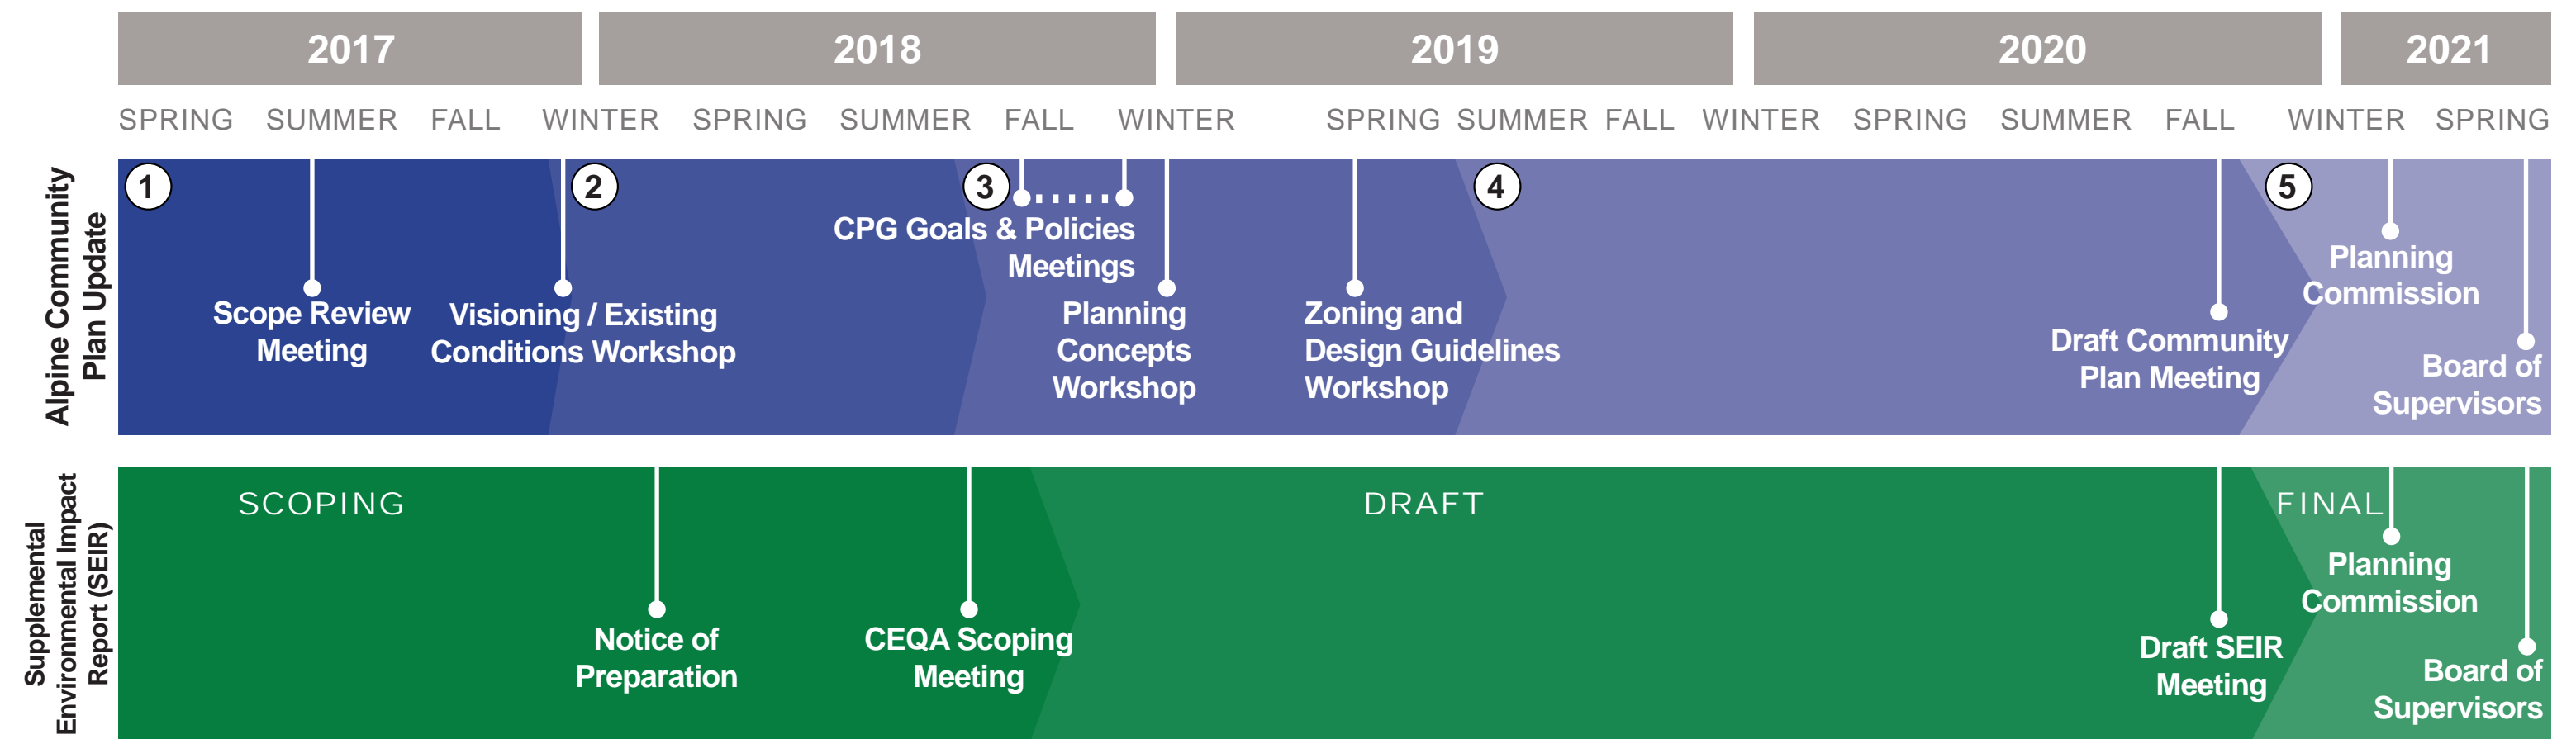 2017 2018 2019 2020 2021
SPRING SUMMER FALL WINTER SPRING SUMMER FALL WINTER SPRING SUMMER FALL WINTER SPRING SUMMER FALL WINTER SPRING
Alpine Community
Plan Update
1
2
3
4
5
Scope Review
Meeting
Visioning / Existing
Conditions Workshop
CPG Goals & Policies
Meetings
Planning
Concepts
Workshop
Zoning and
Design Guidelines
Workshop
Draft Community
Plan Meeting
Planning
Commission
Board of
Supervisors
Supplemental
Environmental Impact
Report (SEIR)
SCOPING
DRAFT
FINAL
Notice of
Preparation
CEQA Scoping
Meeting
Draft SEIR
Meeting
Planning
Commission
Board of
Supervisors